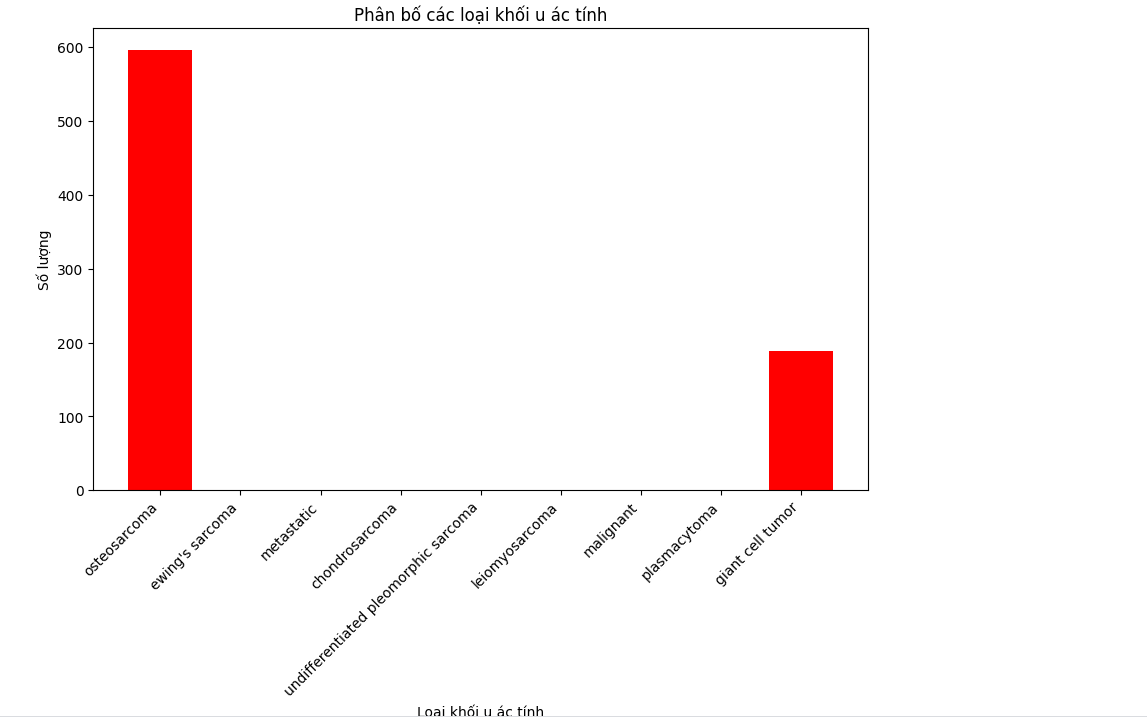 Phân bố các loại khối u ác tính
600
500
400
300
200
100
0
Số lượng
osteosarcoma
ewing's sarcoma
metastatic
chondrosarcoma
undifferentiated pleomorphic sarcoma
leiomyosarcoma
malignant
plasmacytoma
giant cell tumor
Loại khối u ác tính